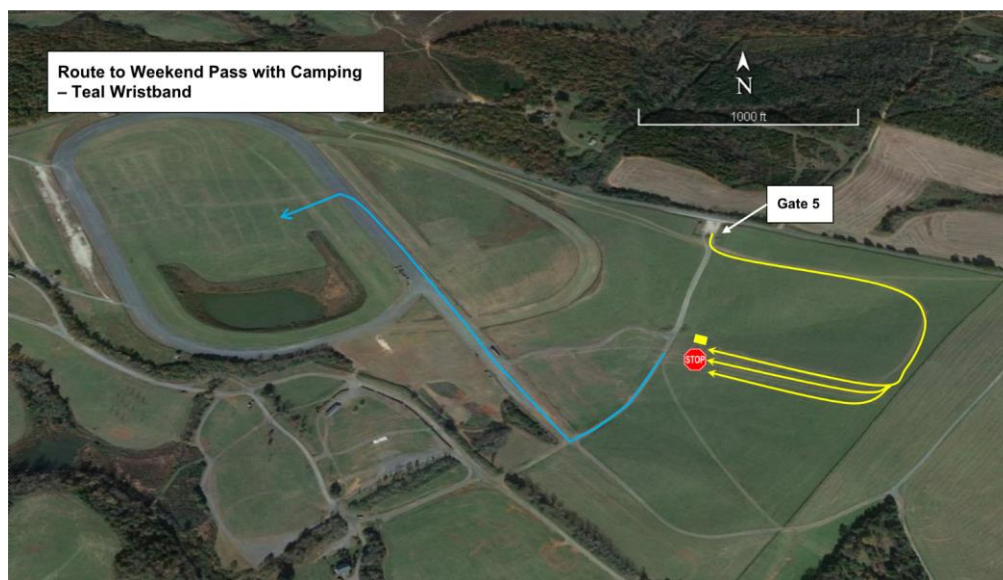 Route to Weekend Pass with Camping
– Teal Wristband
N
1000 ft
Gate 5
STOP